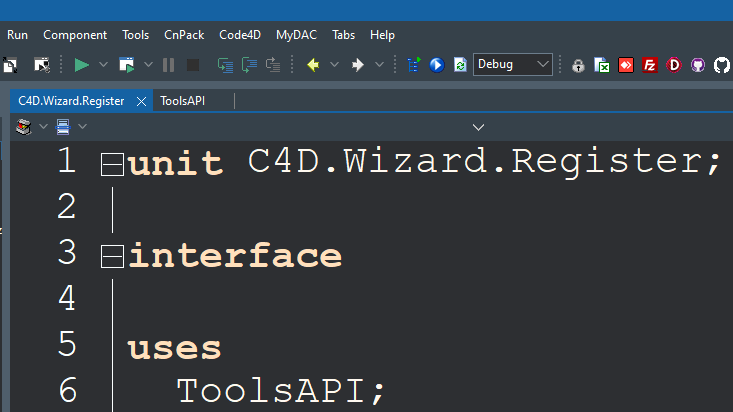 Run Component Tools CnPack Code4D MyDAC Tabs Help
Debug
C4D.Wizard.Register ToolsAPI
1 unit C4D.Wizard.Register;
2
3 interface
4
5 uses
6 ToolsAPI;